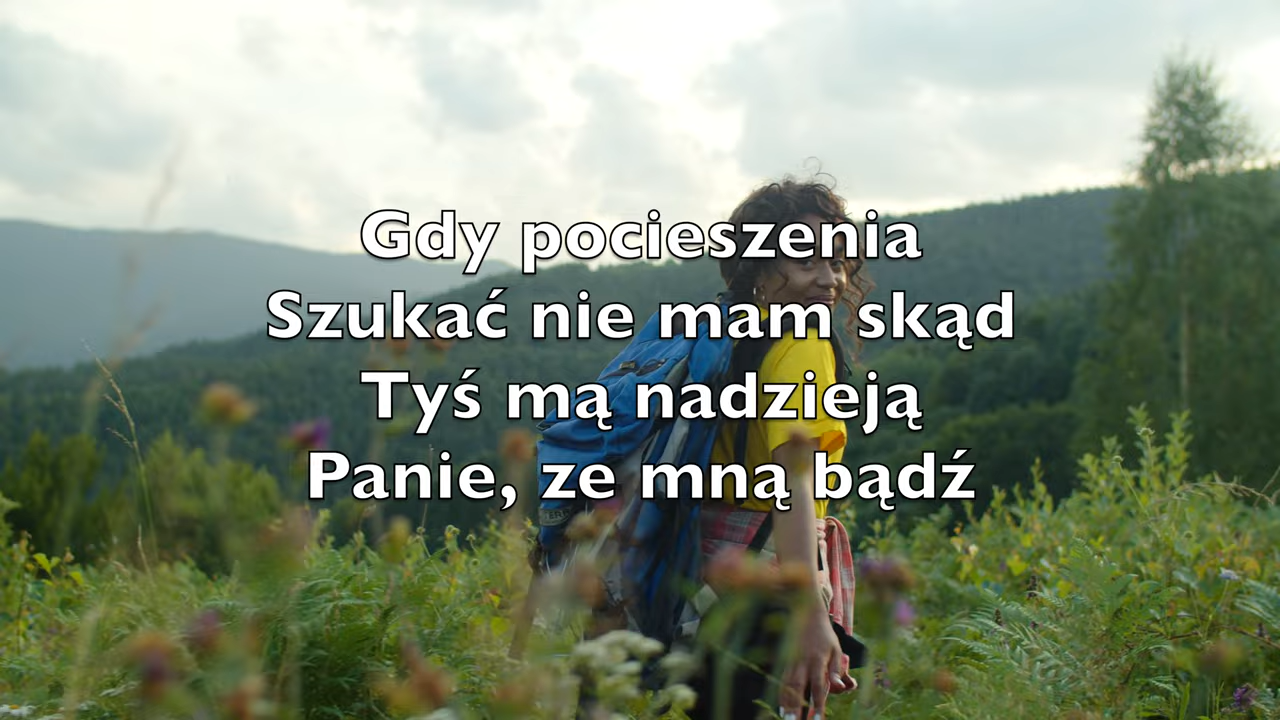 Gdy pocieszenia
Szukać nie mam skąd
Tyś mą nadzieją
Panie, ze mną bądź